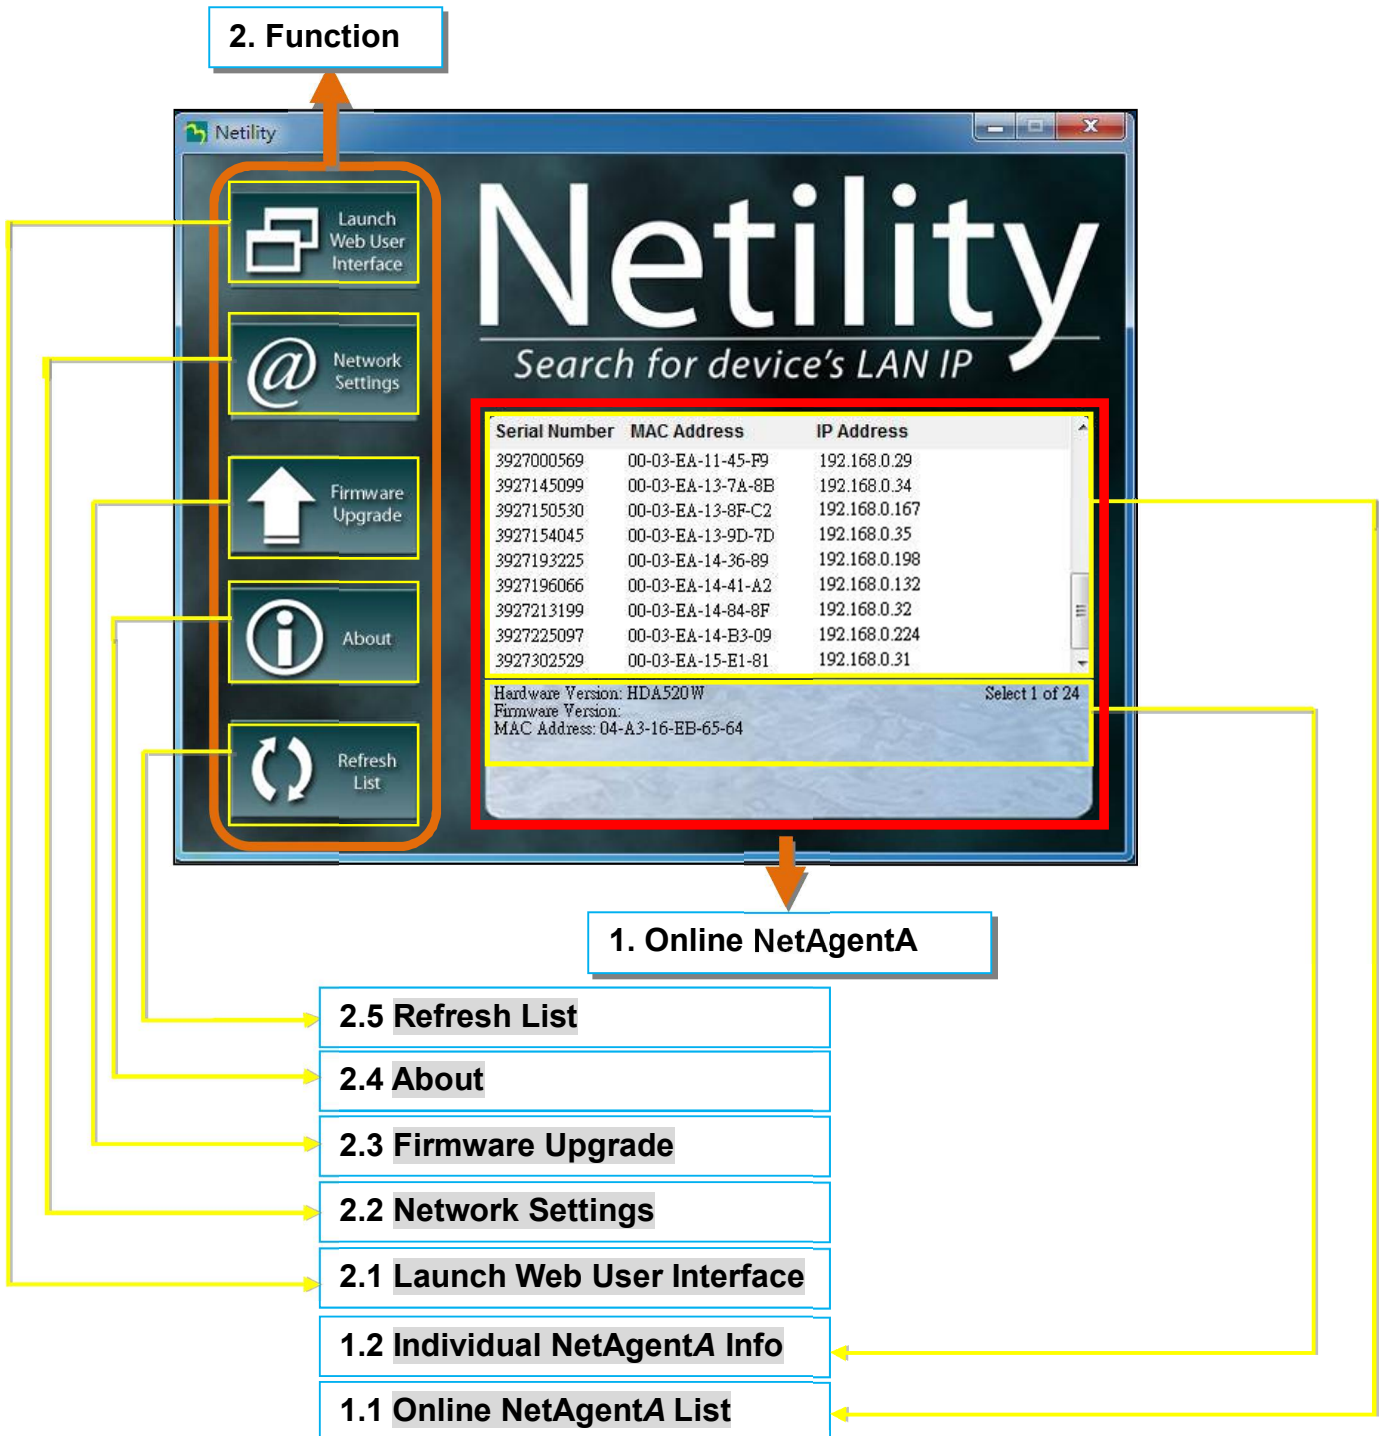 2. Function
Netility
Launch
Web User
Interface
Network
Settings
Firmware
Upgrade
About
Refresh
List
Netility
Search for device's LAN IP
Serial Number MAC Address IP Address
3927000569 00-03-EA-11-45-F9 192.168.0.29
3927145099 00-03-EA-13-7A-8B 192.168.0.34
3927150530 00-03-EA-13-8F-C2 192.168.0.167
3927154045 00-03-EA-13-9D-7D 192.168.0.35
3927193225 00-03-EA-14-36-89 192.168.0.198
3927196066 00-03-EA-14-41-A2 192.168.0.132
3927213199 00-03-EA-14-84-8F 192.168.0.32
3927225097 00-03-EA-14-B3-09 192.168.0.224
3927302529 00-03-EA-15-E1-81 192.168.0.31
Hardware Version: HDA520W Select 1 of 24
Firmware Version:
MAC Address: 04-A3-16-EB-65-64
1. Online NetAgentA
2.5 Refresh List
2.4 About
2.3 Firmware Upgrade
2.2 Network Settings
2.1 Launch Web User Interface
1.2 Individual NetAgentA Info
1.1 Online NetAgentA List